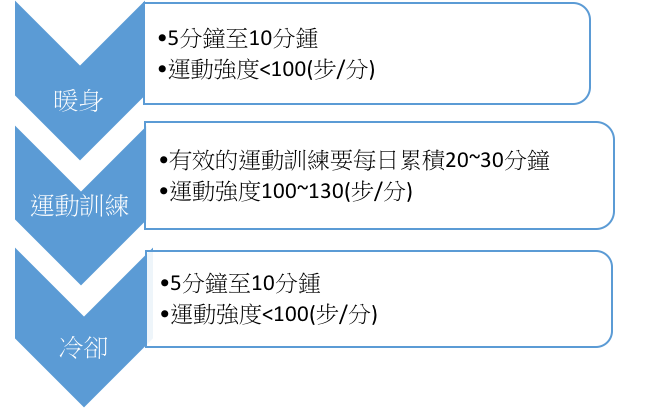 暖身
•5分鐘至10分鍾
•運動強度<100(步/分)
運動訓練
•有效的運動訓練要每日累積20~30分鐘
•運動強度100~130(步/分)
冷卻
•5分鐘至10分鍾
•運動強度<100(步/分)